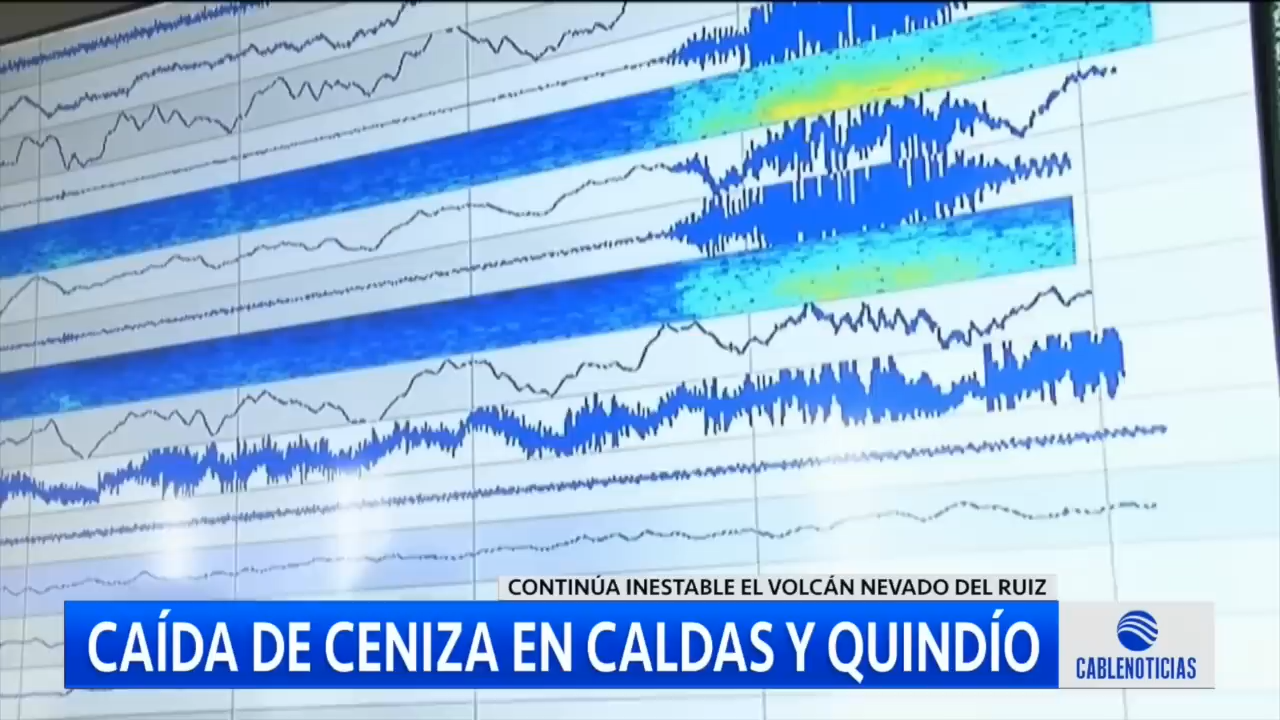 CONTINÚA INESTABLE EL VOLCÁN NEVADO DEL RUIZ
CAÍDA DE CENIZA EN CALDAS Y QUINDÍO
CABLENOTICIAS